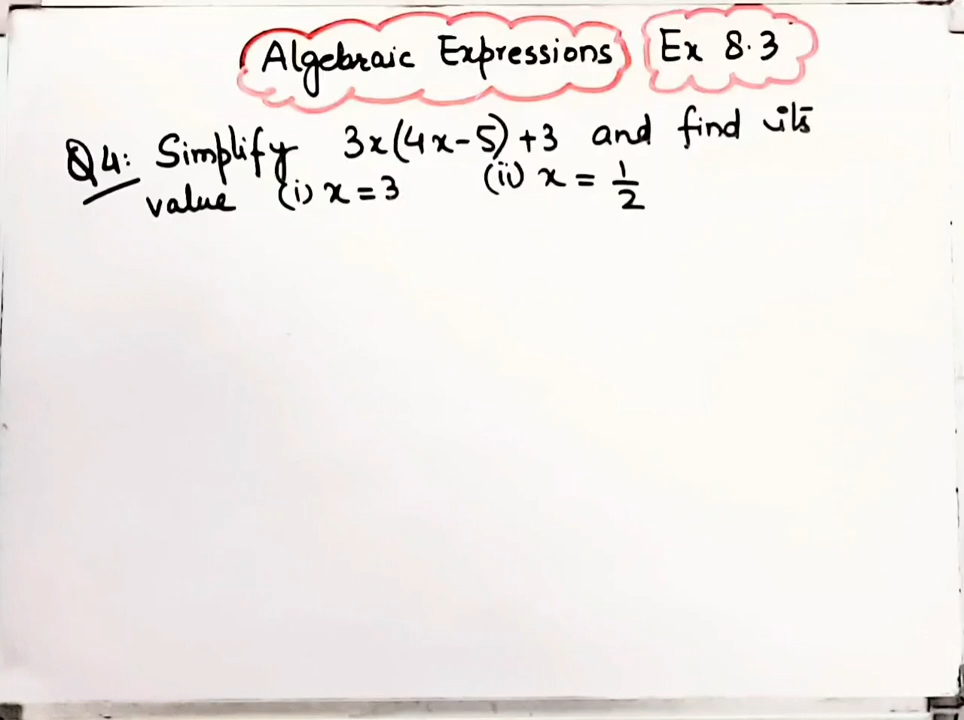 Algebraic Expressions Ex 8.3
Q4: Simplify 3x(4x-5)+3 and find its
value (i) x = 3 (ii) x = 1/2